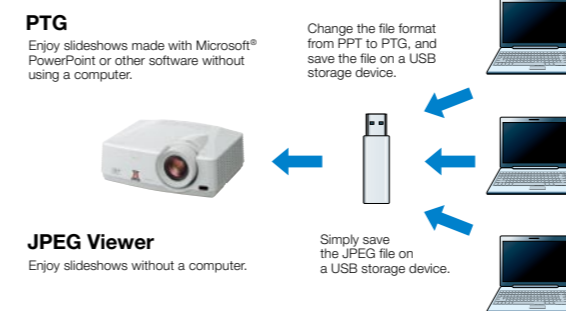 PTG
Enjoy slideshows made with Microsoft®
PowerPoint or other software without
using a computer.
Change the file format
from PPT to PTG, and
save the file on a USB
storage device.
JPEG Viewer
Enjoy slideshows without a computer.
Simply save
the JPEG file on
a USB storage device.